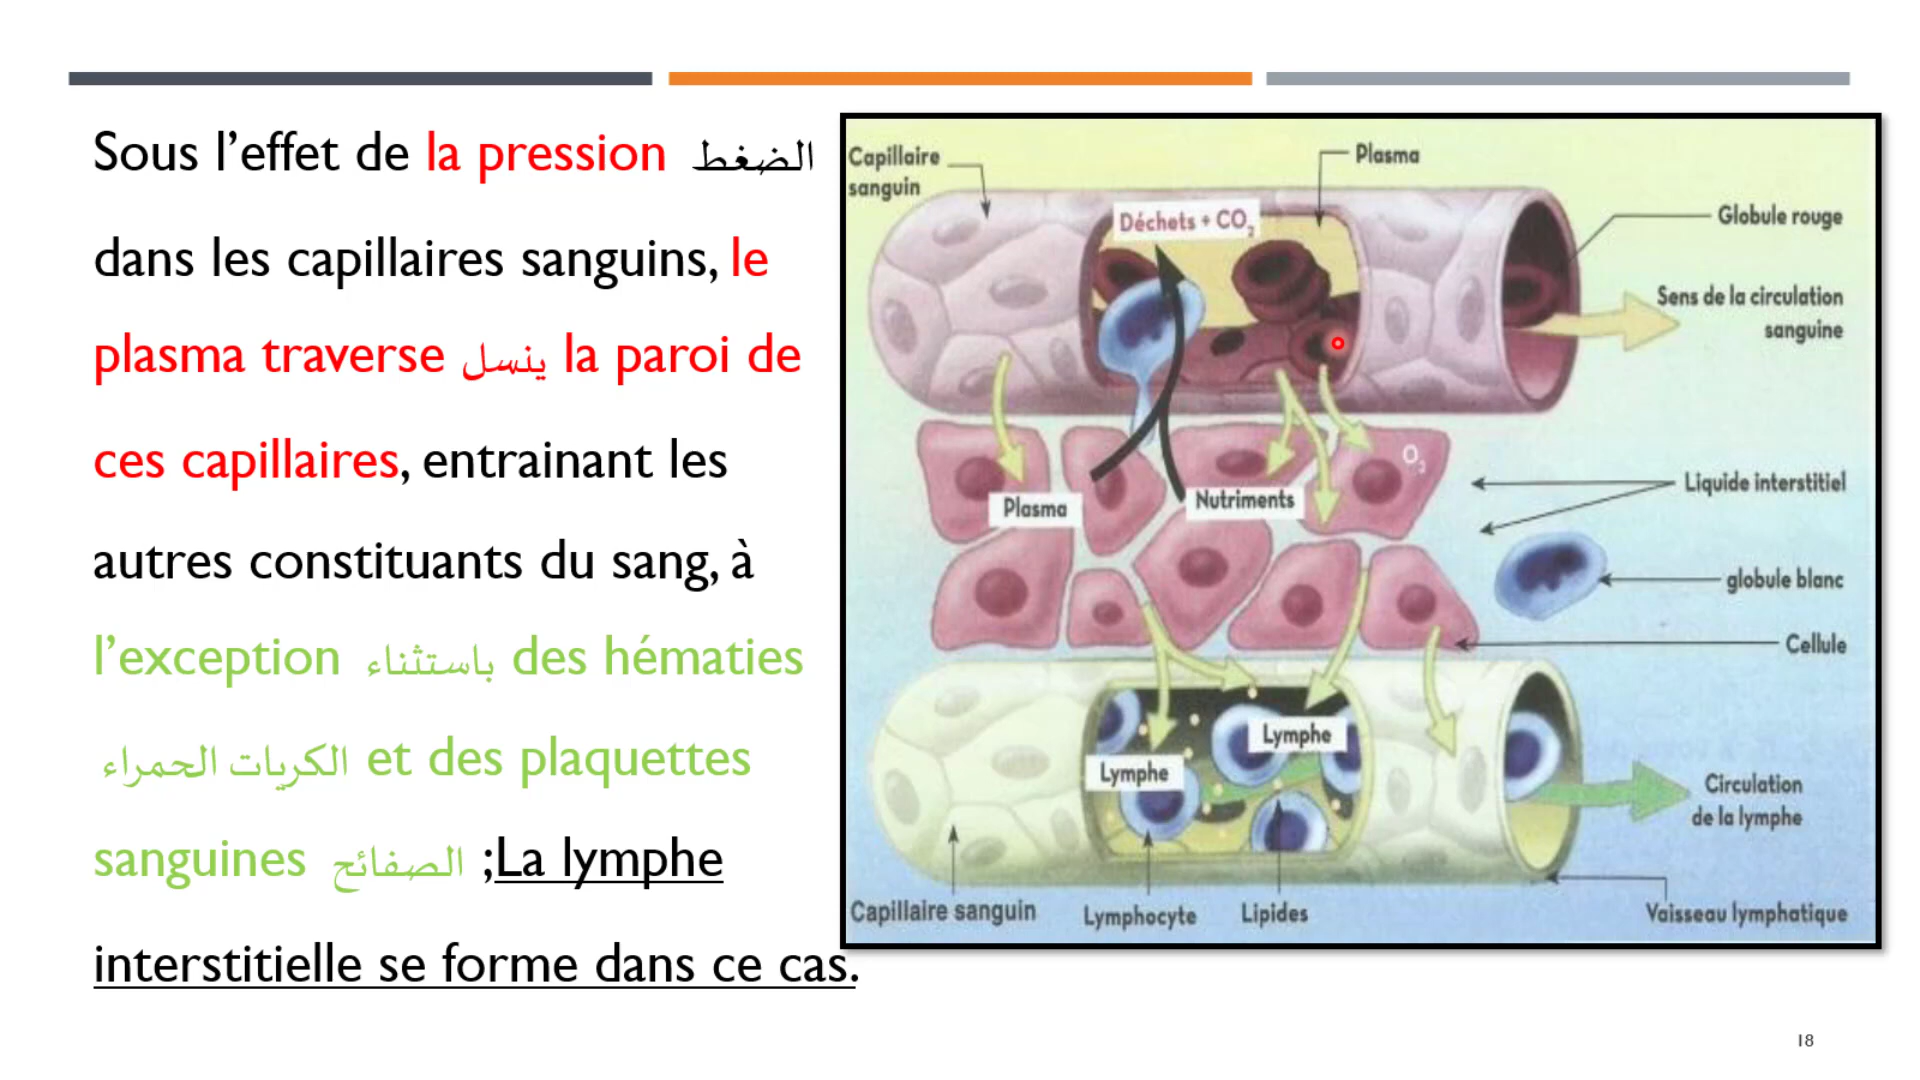 Sous l’effet de la pression الضغط
dans les capillaires sanguins, le
plasma traverse ينسل la paroi de
ces capillaires, entrainant les
autres constituants du sang, à
l’exception باستثناء des hématies
الكريات الحمراء et des plaquettes
sanguines الصفائح ;La lymphe
interstitielle se forme dans ce cas.
Capillaire
sanguin
Plasma
Déchets + CO2
Globule rouge
Sens de la circulation
sanguine
O2
Plasma
Nutriments
Liquide interstitiel
globule blanc
Cellule
Lymphe
Lymphe
Circulation
de la lymphe
Capillaire sanguin
Lymphocyte
Lipides
Vaisseau lymphatique
18